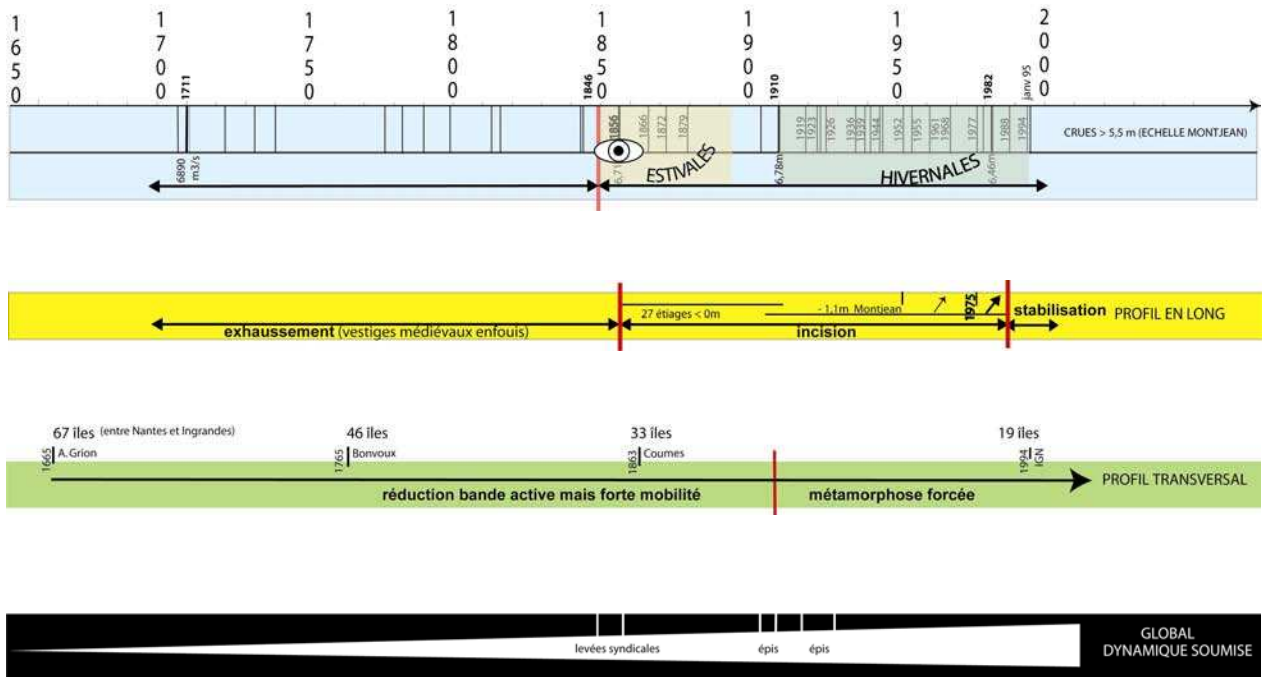 1650
1700
1750
1800
1850
1900
1950
2000
1711
1846
1910
1982
janv 95
1856
1866
1872
1879
1919
1923
1926
1936
1939
1944
1952
1955
1961
1968
1977
1988
1994
CRUES > 5,5 m (ECHELLE MONTJEAN)
6890
m3/s
ESTIVALES
6,78m
HIVERNALES
6,46m
27 étiages < 0m
- 1,1m Montjean
1975
stabilisation
PROFIL EN LONG
exhaussement (vestiges médiévaux enfouis)
incision
67 îles (entre Nantes et Ingrandes)
46 îles
33 îles
19 îles
1665
A. Grion
1765
Bonvoux
1863
Coumes
1994
IGN
réduction bande active mais forte mobilité
métamorphose forcée
PROFIL TRANSVERSAL
levées syndicales
épis
épis
GLOBAL
DYNAMIQUE SOUMISE